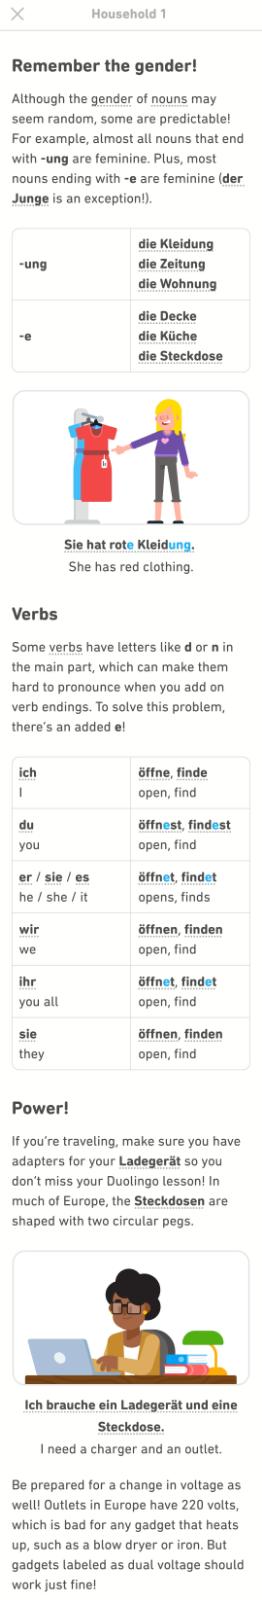 Household 1
Remember the gender!
Although the gender of nouns may
seem random, some are predictable!
For example, almost all nouns that end
with -ung are feminine. Plus, most
nouns ending with -e are feminine (der
Junge is an exception!).
-ung
die Kleidung
die Zeitung
die Wohnung
-e
die Decke
die Küche
die Steckdose
Sie hat rote Kleidung.
She has red clothing.
Verbs
Some verbs have letters like d or n in
the main part, which can make them
hard to pronounce when you add on
verb endings. To solve this problem,
there's an added e!
ich öffne, finde
I open, find
du öffnest, findest
you open, find
er / sie / es öffnet, findet
he / she / it opens, finds
wir öffnen, finden
we open, find
ihr öffnet, findet
you all open, find
sie öffnen, finden
they open, find
Power!
If you're traveling, make sure you have
adapters for your Ladegerät so you
don't miss your Duolingo lesson! In
much of Europe, the Steckdosen are
shaped with two circular pegs.
Ich brauche ein Ladegerät und eine
Steckdose.
I need a charger and an outlet.
Be prepared for a change in voltage as
well! Outlets in Europe have 220 volts,
which is bad for any gadget that heats
up, such as a blow dryer or iron. But
gadgets labeled as dual voltage should
work just fine!